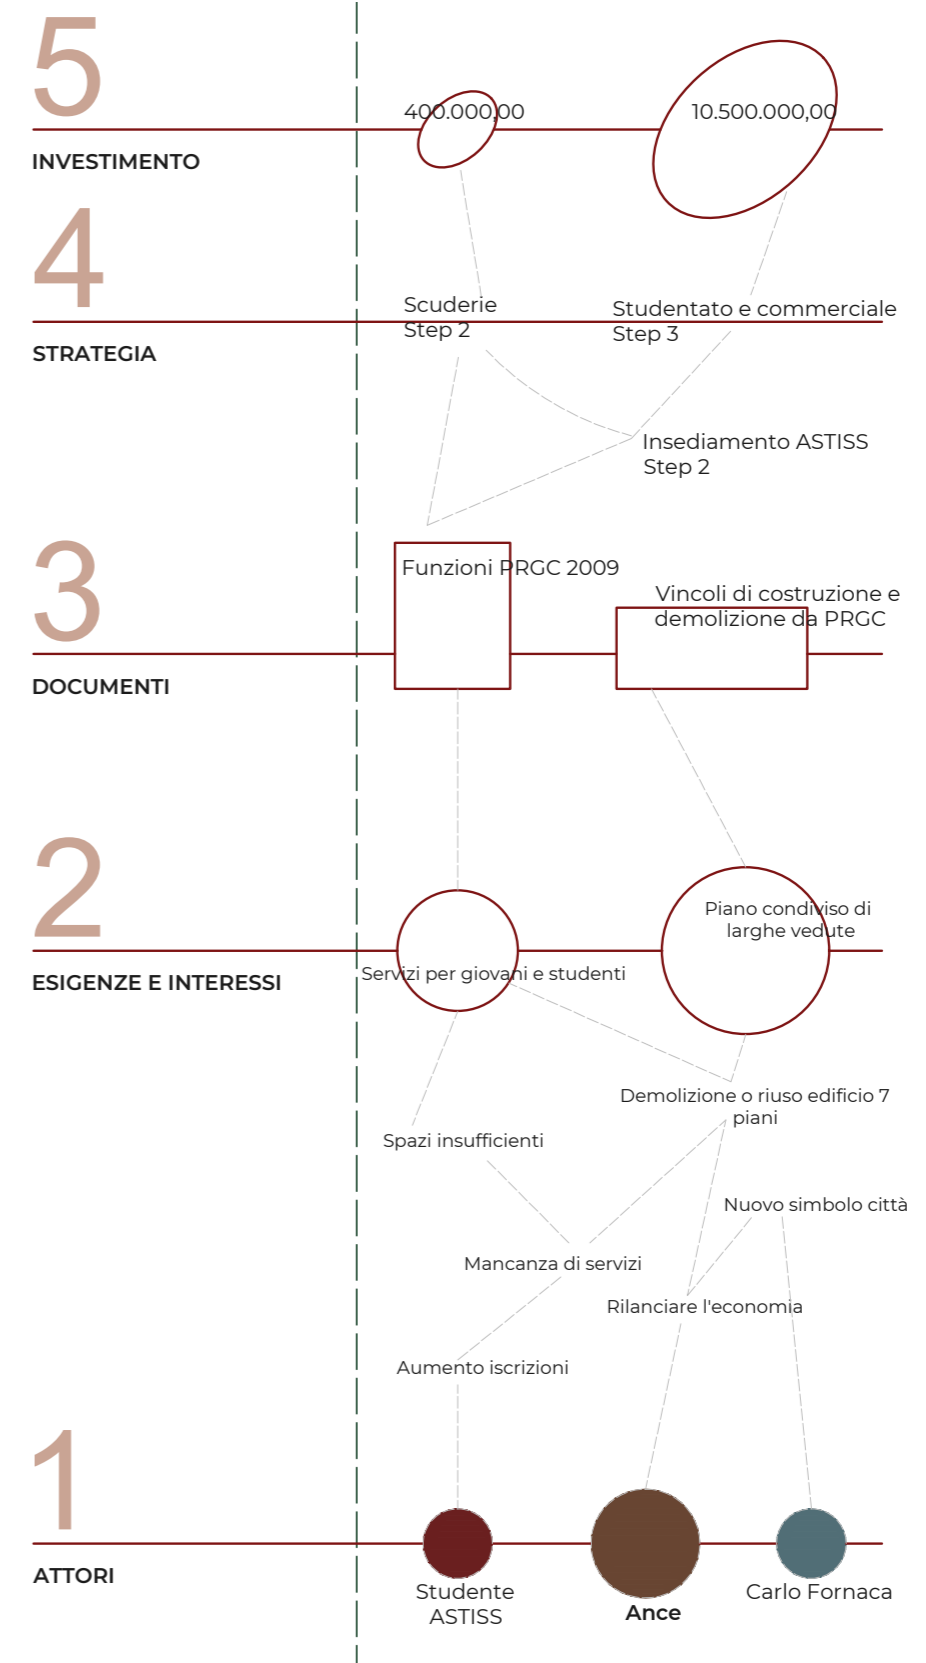 5
400.000,00
10.500.000,00
INVESTIMENTO
4
Scuderie
Step 2
Studentato e commerciale
Step 3
STRATEGIA
Insediamento ASTISS
Step 2
3
Funzioni PRGC 2009
Vincoli di costruzione e
demolizione da PRGC
DOCUMENTI
2
Piano condiviso di
larghe vedute
Servizi per giovani e studenti
ESIGENZE E INTERESSI
Demolizione o riuso edificio 7
piani
Spazi insufficienti
Nuovo simbolo città
Mancanza di servizi
Rilanciare l'economia
Aumento iscrizioni
1
ATTORI
Studente
ASTISS
Ance
Carlo Fornaca